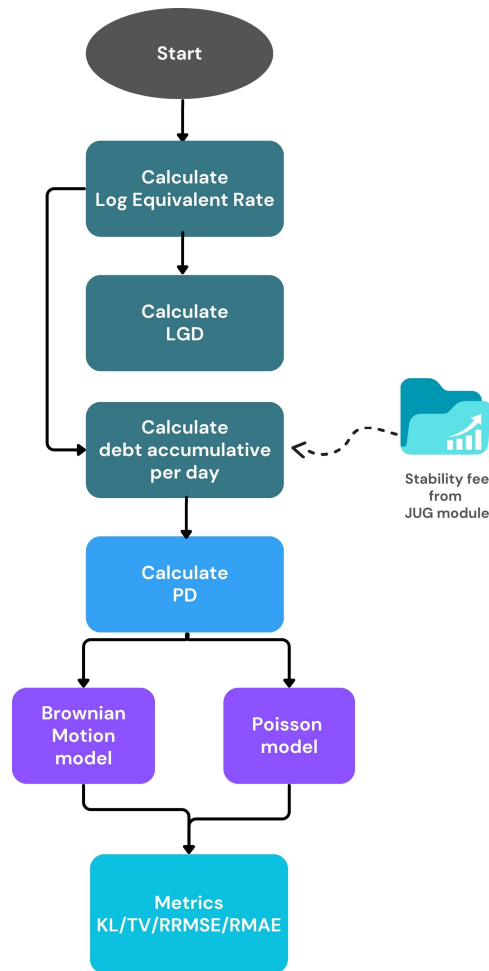 Start
Calculate
Log Equivalent Rate
Calculate
LGD
Calculate
debt accumulative
per day
Stability fee
from
JUG module
Calculate
PD
Brownian
Motion
model
Poisson
model
Metrics
KL/TV/RRMSE/RMAE